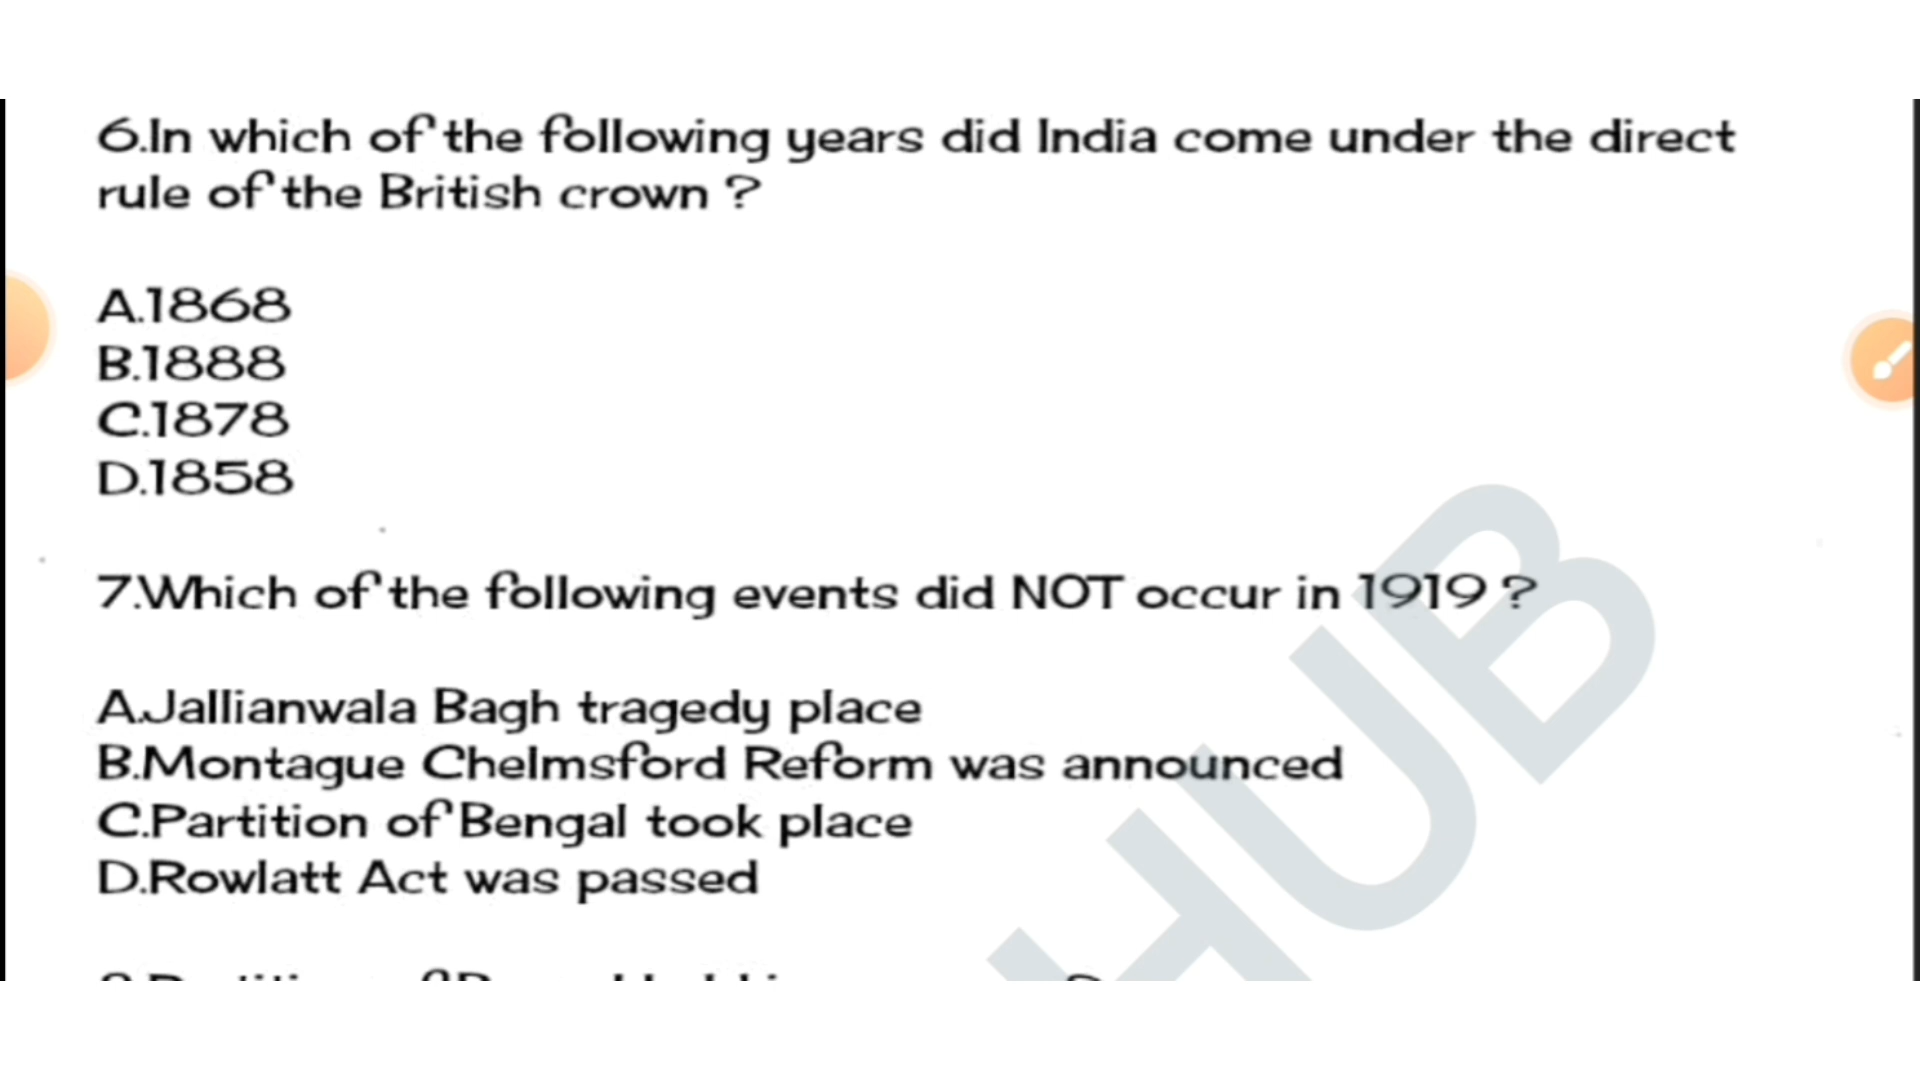 6.In which of the following years did India come under the direct
rule of the British crown ?
A.1868
B.1888
C.1878
D.1858
7.Which of the following events did NOT occur in 1919 ?
A.Jallianwala Bagh tragedy place
B.Montague Chelmsford Reform was announced
C.Partition of Bengal took place
D.Rowlatt Act was passed
HUB